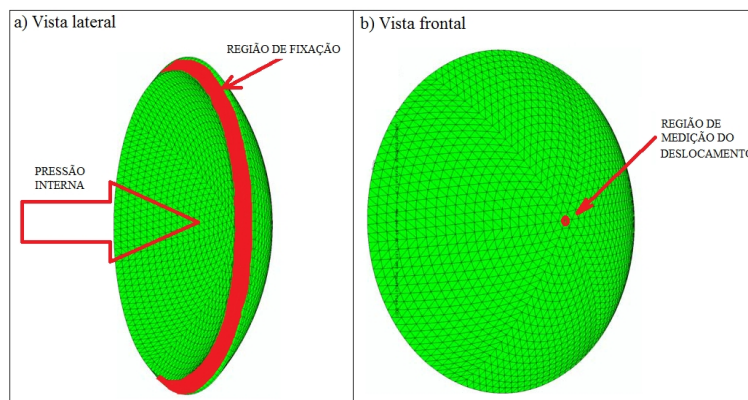 a) Vista lateral
REGIÃO DE FIXAÇÃO
PRESSÃO
INTERNA
b) Vista frontal
REGIÃO DE
MEDIÇÃO DO
DESLOCAMENTO